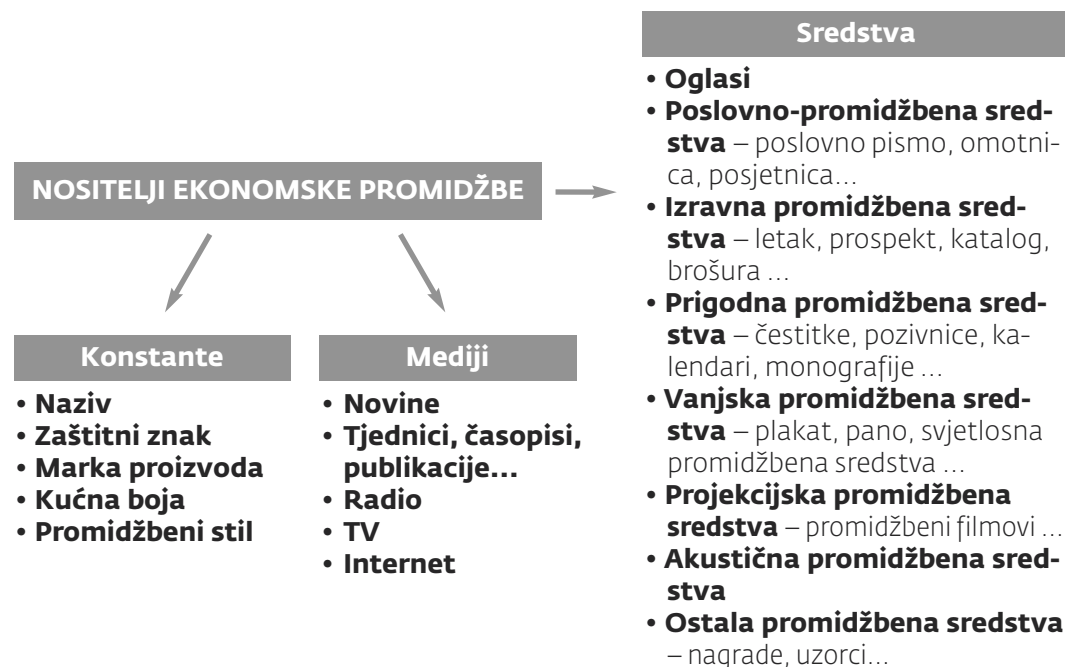 NOSITELJI EKONOMSKE PROMIDŽBE
Konstante
• Naziv
• Zaštitni znak
• Marka proizvoda
• Kućna boja
• Promidžbeni stil
Mediji
• Novine
• Tjednici, časopisi,
publikacije...
• Radio
• TV
• Internet
Sredstva
• Oglasi
• Poslovno-promidžbena sred-
stva – poslovno pismo, omotni-
ca, posjetnica...
• Izravna promidžbena sred-
stva – letak, prospekt, katalog,
brošura ...
• Prigodna promidžbena sred-
stva – čestitke, pozivnice, ka-
lendari, monografije ...
• Vanjska promidžbena sred-
stva – plakat, pano, svjetlosna
promidžbena sredstva ...
• Projekcijska promidžbena
sredstva – promidžbeni filmovi ...
• Akustična promidžbena sred-
stva
• Ostala promidžbena sredstva
– nagrade, uzorci...